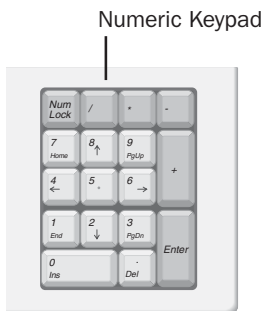 Numeric Keypad
Num Lock / * -
7 Home 8 ↑ 9 PgUp +
4 ← 5 6 →
1 End 2 ↓ 3 PgDn Enter
0 Ins . Del